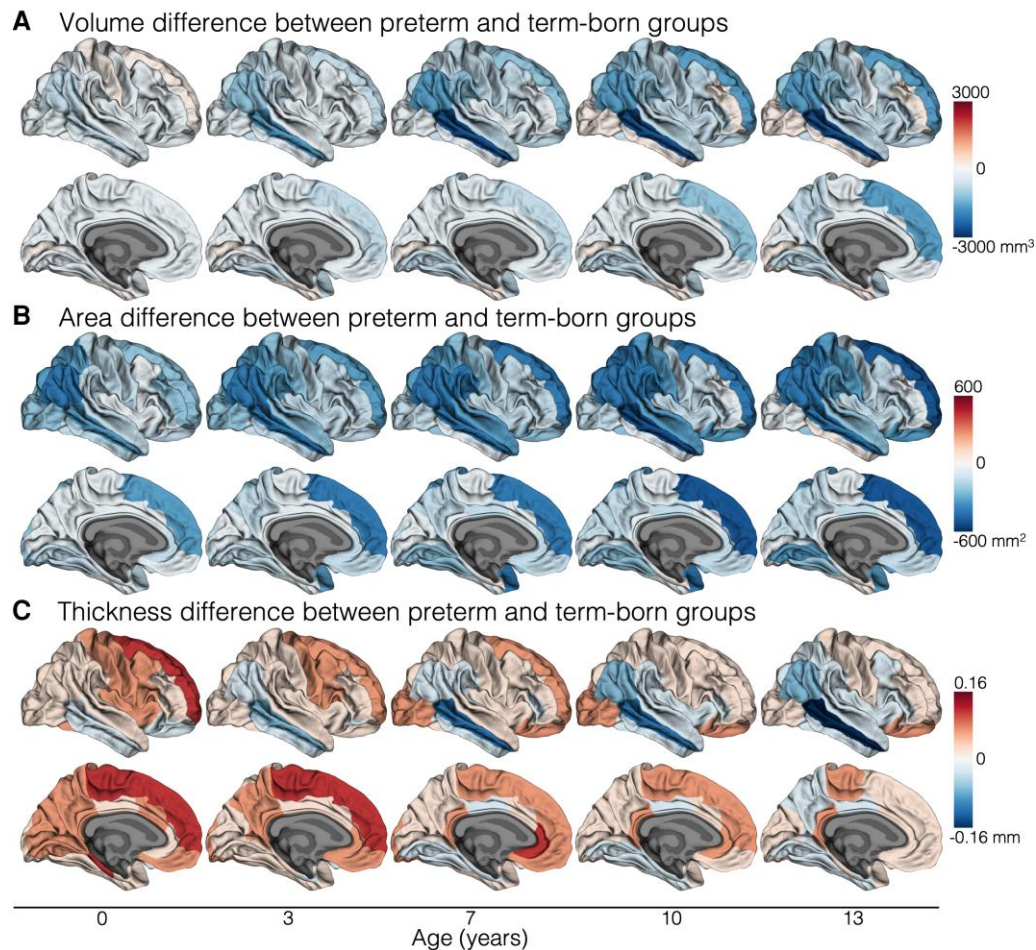 A Volume difference between preterm and term-born groups
3000
0
-3000 mm³
B Area difference between preterm and term-born groups
600
0
-600 mm²
C Thickness difference between preterm and term-born groups
0.16
0
-0.16 mm
0 3 7 10 13
Age (years)